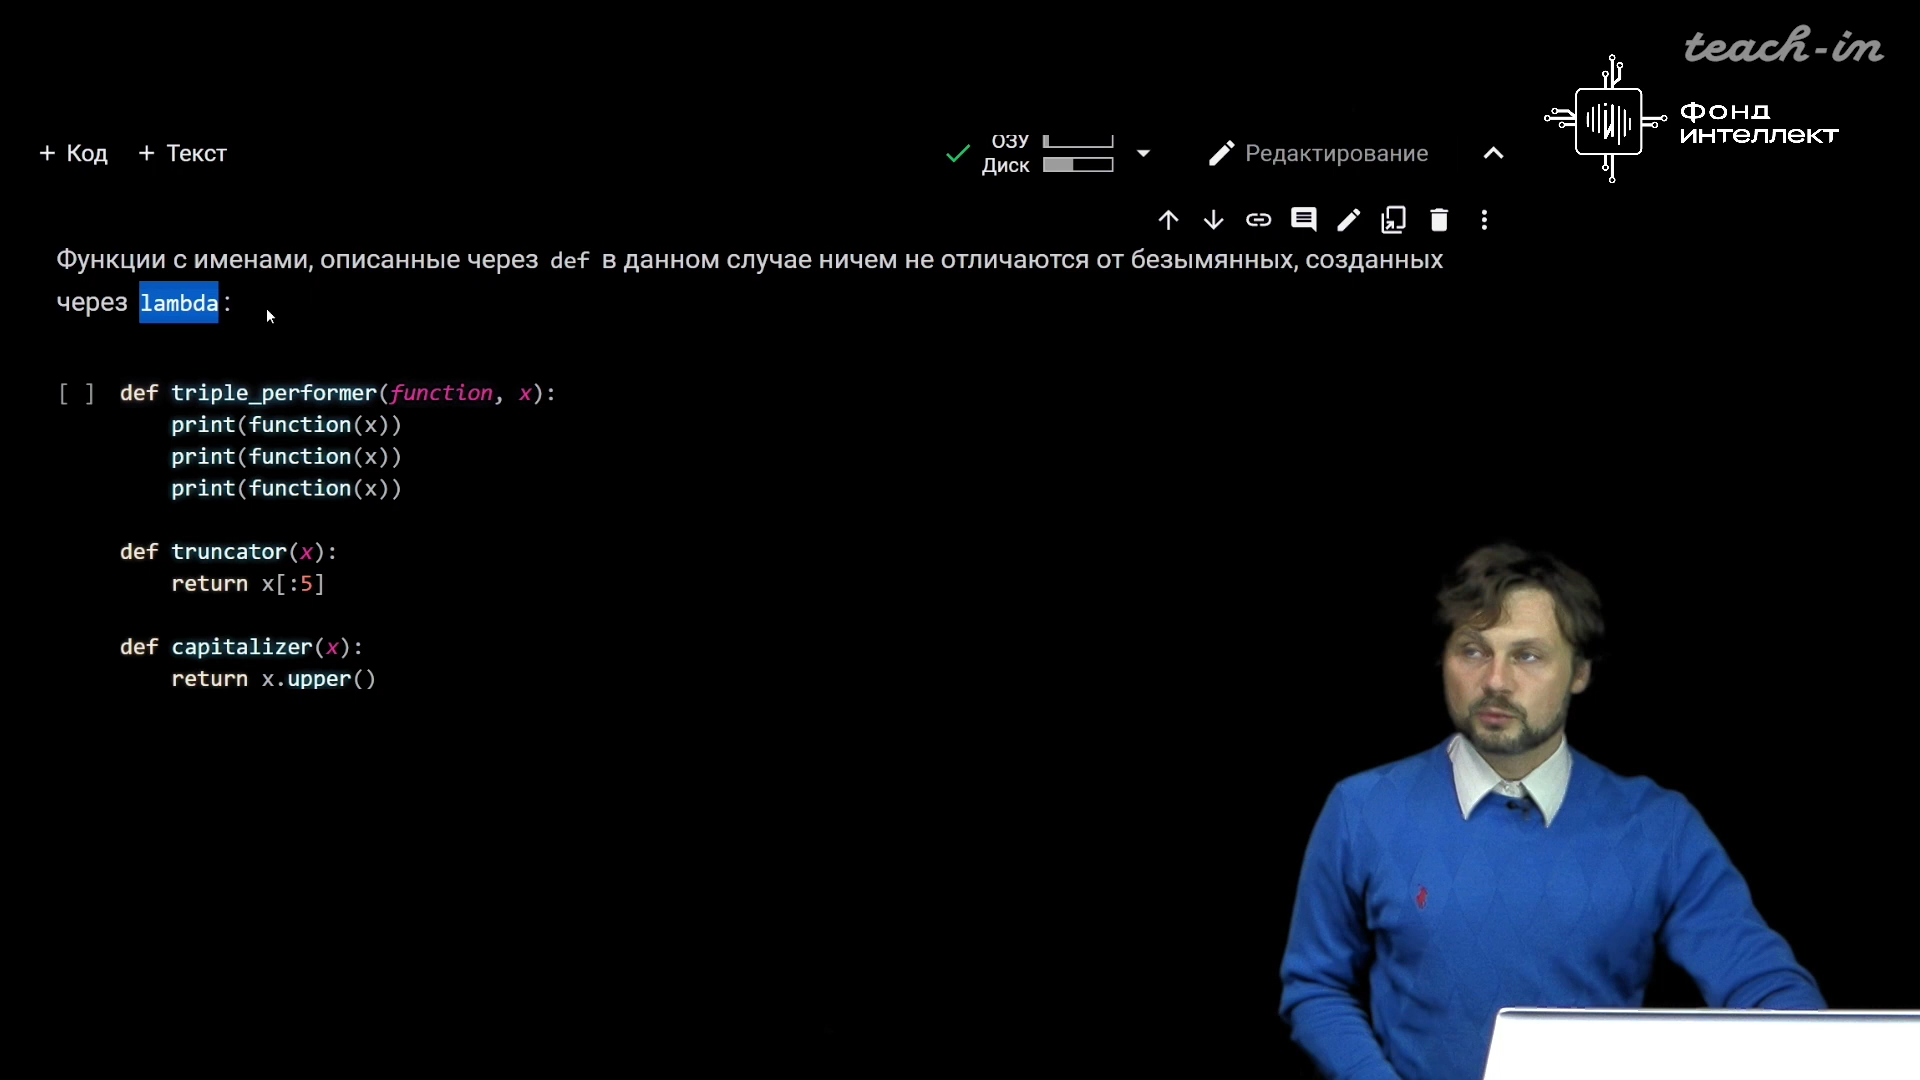 teach-in
Фонд
интеллект
+ Код + Текст
ОЗУ
Диск
Редактирование
Функции с именами, описанные через def в данном случае ничем не отличаются от безымянных, созданных
через lambda:
[ ] def triple_performer(function, x):
print(function(x))
print(function(x))
print(function(x))
def truncator(x):
return x[:5]
def capitalizer(x):
return x.upper()